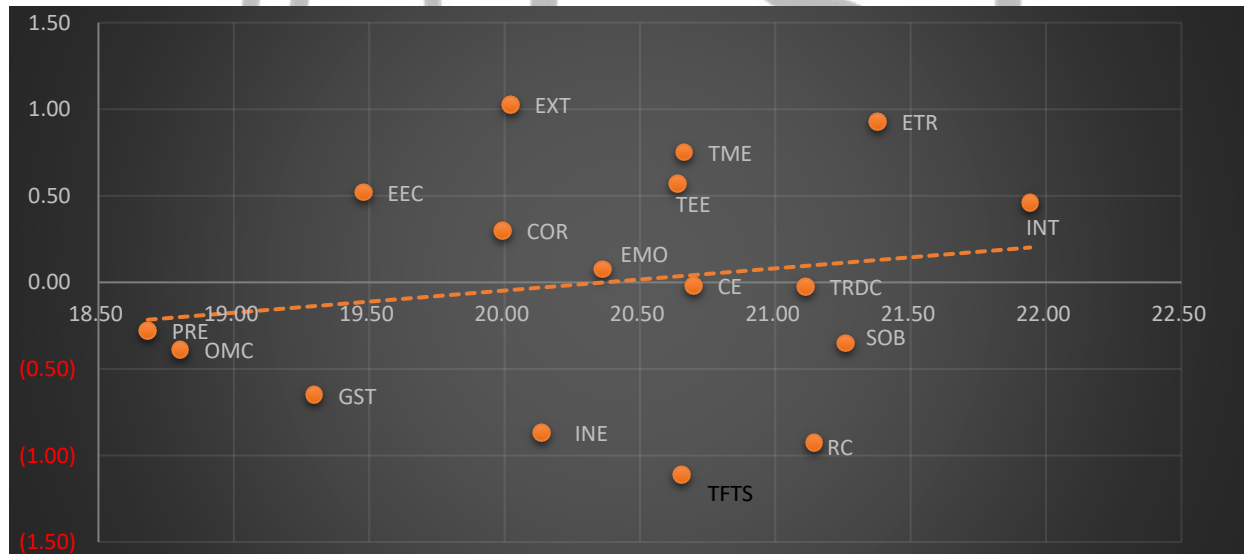 1.50
1.00
EXT
ETR
TME
0.50
EEC
TEE
INT
COR
EMO
0.00
CE
TRDC
18.50 19.00 19.50 20.00 20.50 21.00 21.50 22.00 22.50
PRE
SOB
OMC
(0.50)
GST
INE
RC
(1.00)
TFTS
(1.50)